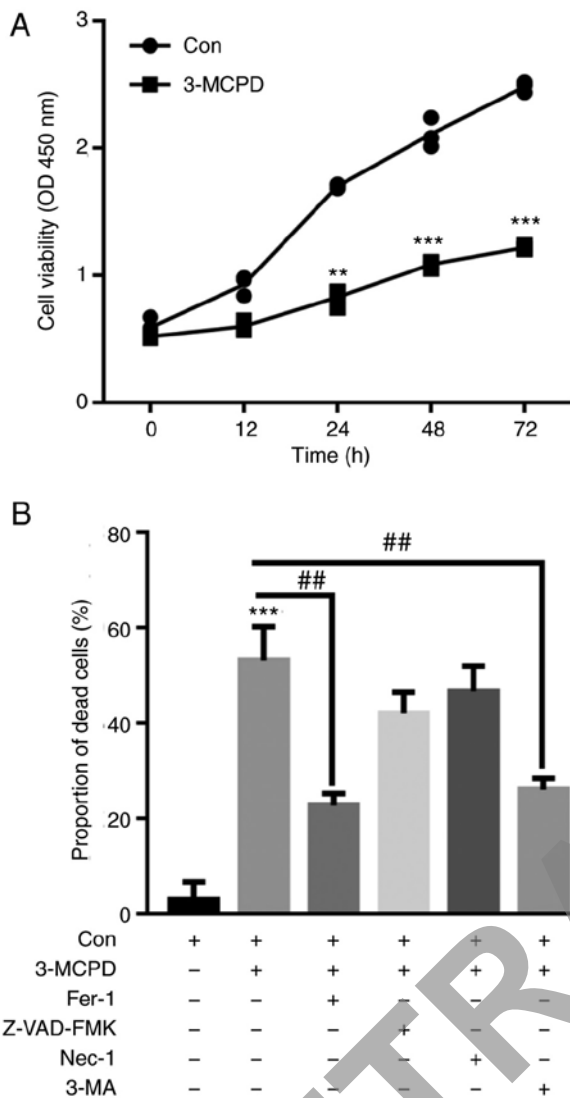 A
3
2
1
0
Cell viability (OD 450 nm)
Con
3-MCPD
**
***
***
0 12 24 48 72
Time (h)
B
80
60
40
20
0
Proportion of dead cells (%)
##
##
***
Con + + + + + +
3-MCPD – + + + + +
Fer-1 – – + – – –
Z-VAD-FMK – – – + – –
Nec-1 – – – – + –
3-MA – – – – – +